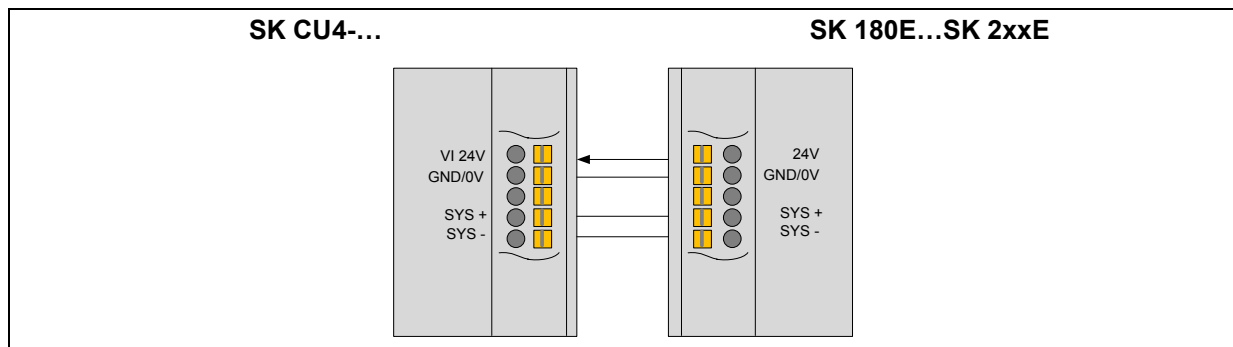 SK CU4-…
SK 180E…SK 2xxE
VI 24V
GND/0V
SYS +
SYS -
24V
GND/0V
SYS +
SYS -